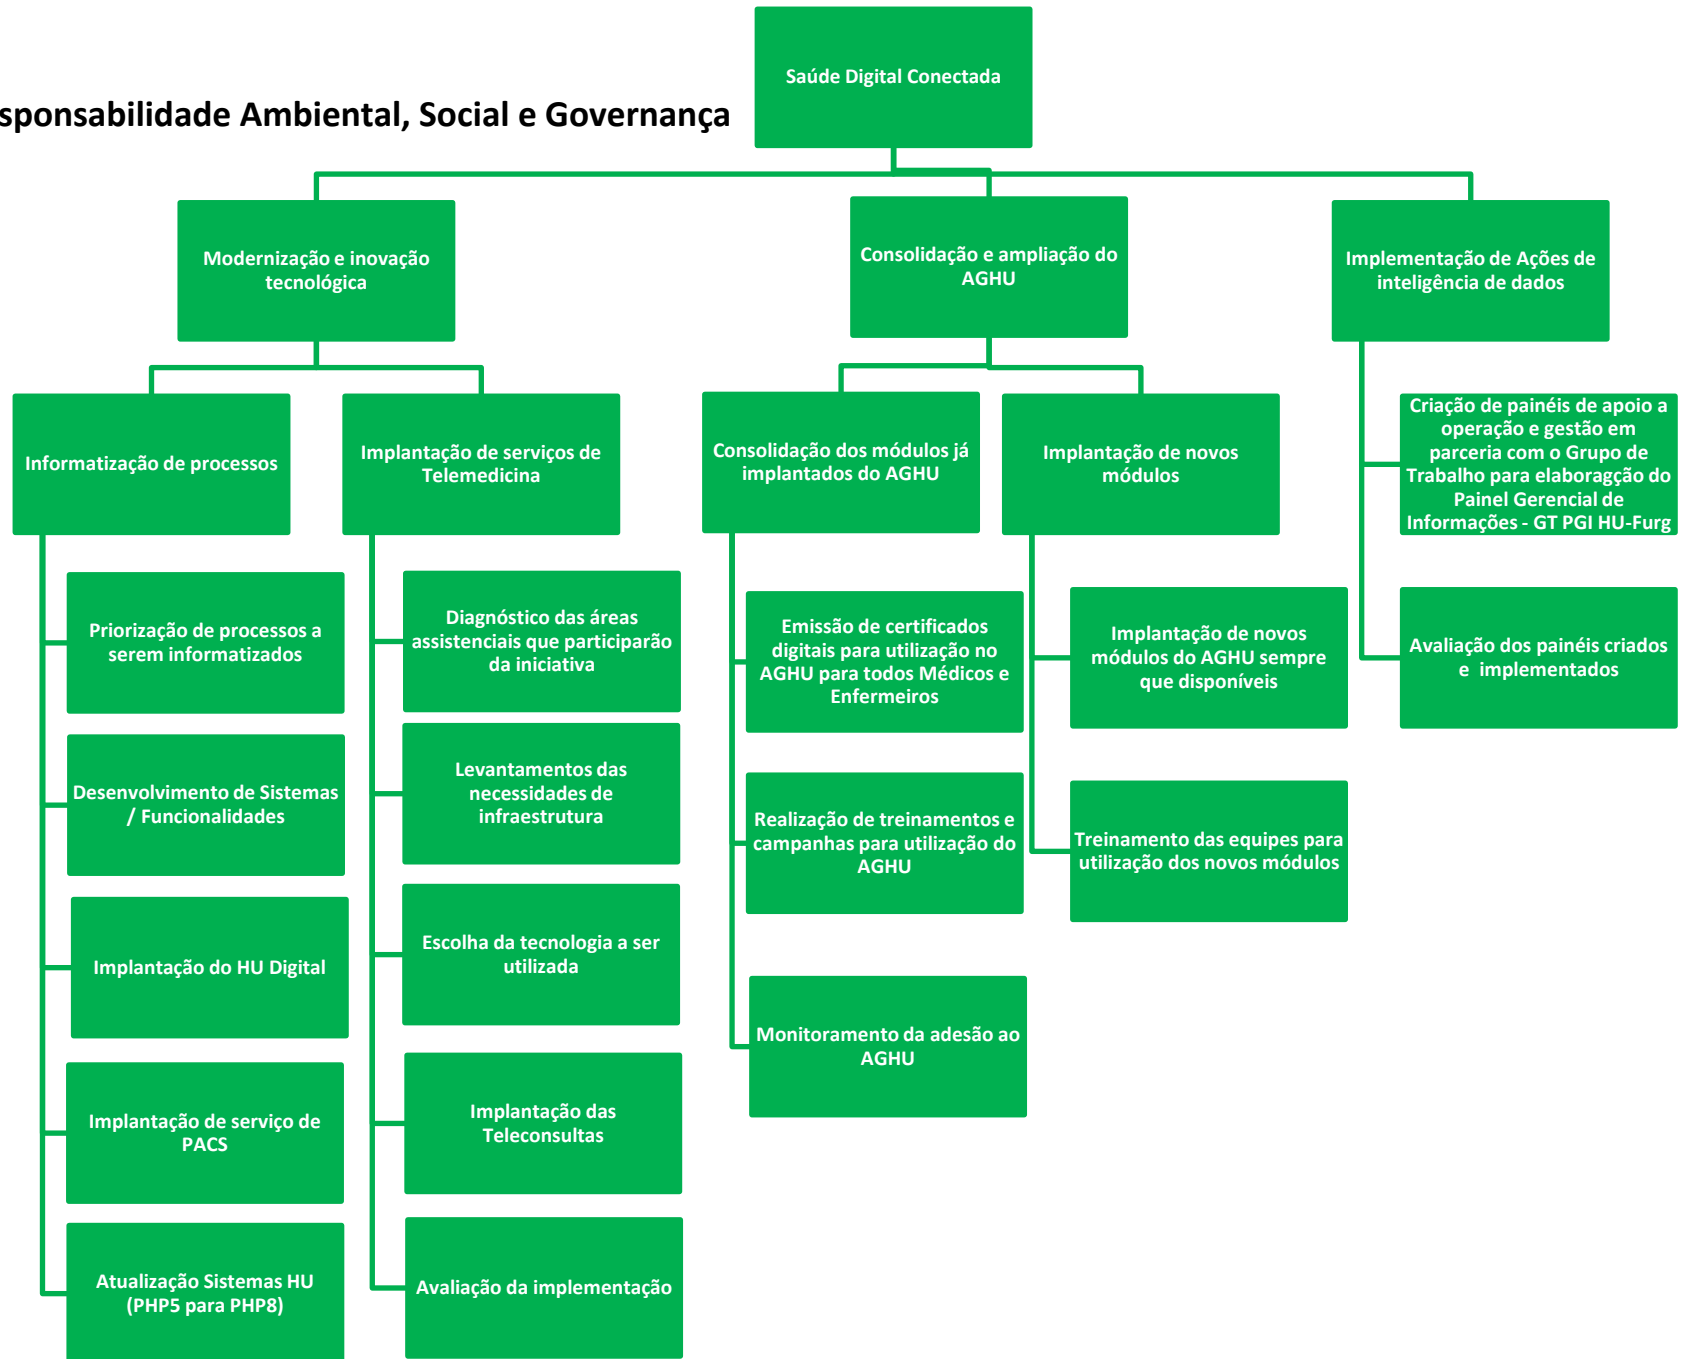 Saúde Digital Conectada
sponsabilidade Ambiental, Social e Governança
Modernização e inovação
tecnológica
Consolidação e ampliação do
AGHU
Implementação de Ações de
inteligência de dados
Informatização de processos
Implantação de serviços de
Telemedicina
Consolidação dos módulos já
implantados do AGHU
Implantação de novos
módulos
Criação de painéis de apoio a
operação e gestão em
parceria com o Grupo de
Trabalho para elaboragção do
Painel Gerencial de
Informações - GT PGI HU-Furg
Priorização de processos a
serem informatizados
Desenvolvimento de Sistemas
/ Funcionalidades
Implantação do HU Digital
Implantação de serviço de
PACS
Atualização Sistemas HU
(PHP5 para PHP8)
Diagnóstico das áreas
assistenciais que participarão
da iniciativa
Levantamentos das
necessidades de
infraestrutura
Escolha da tecnologia a ser
utilizada
Implantação das
Teleconsultas
Avaliação da implementação
Emissão de certificados
digitais para utilização no
AGHU para todos Médicos e
Enfermeiros
Realização de treinamentos e
campanhas para utilização do
AGHU
Monitoramento da adesão ao
AGHU
Implantação de novos
módulos do AGHU sempre
que disponíveis
Treinamento das equipes para
utilização dos novos módulos
Avaliação dos painéis criados
e implementados